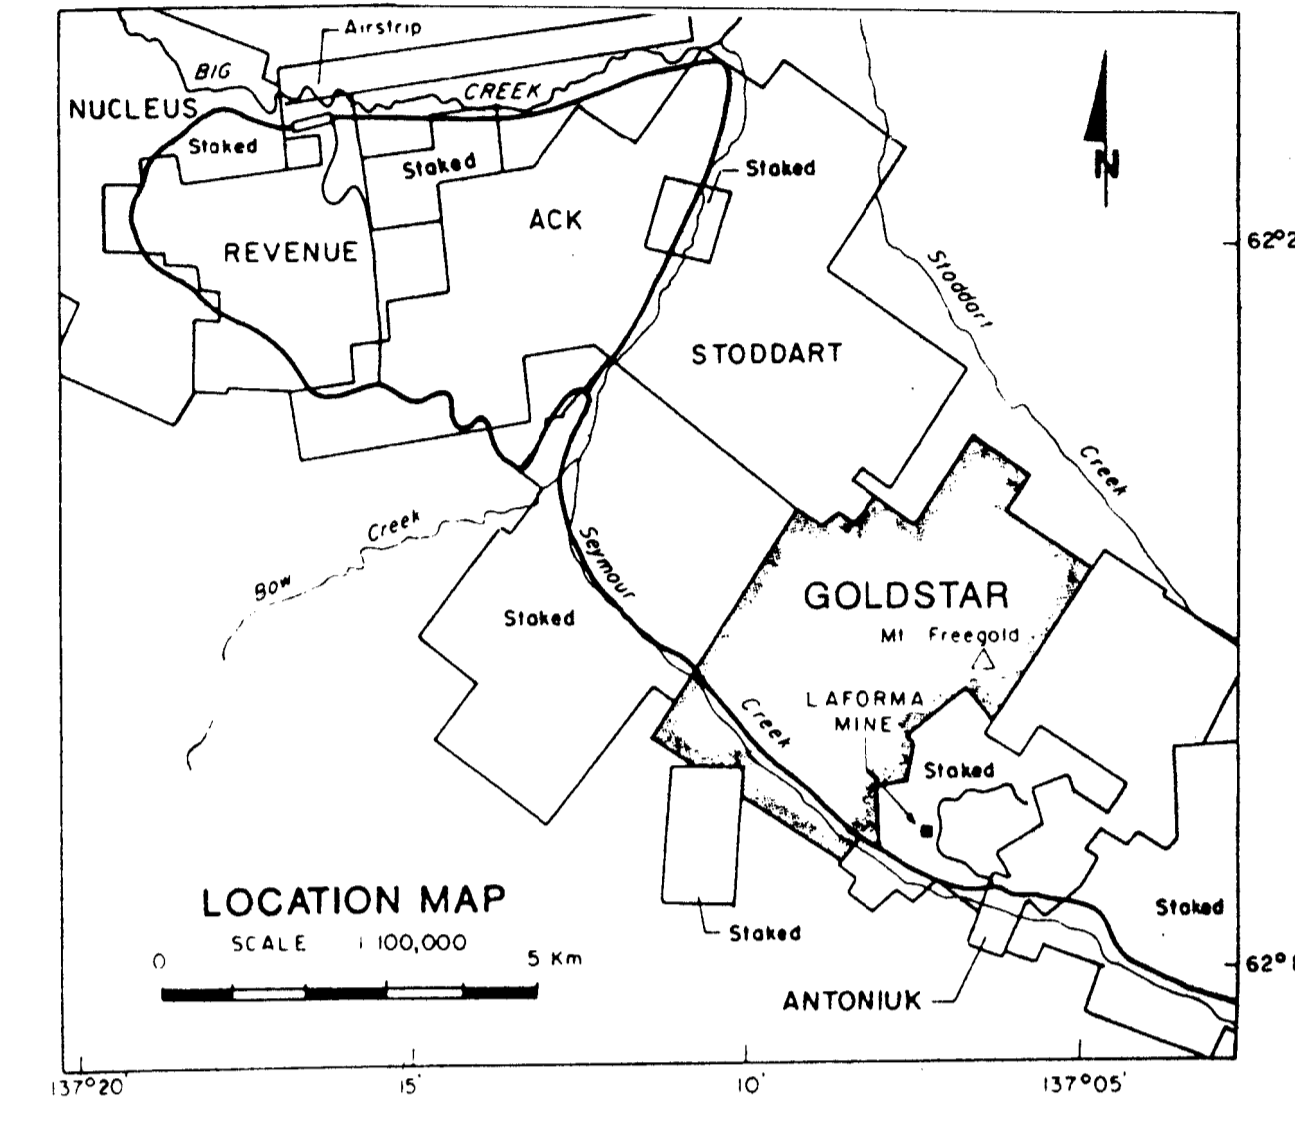 Airstrip
BIG
CREEK
NUCLEUS
Staked
Staked
Staked
N
ACK
REVENUE
62°2
Stoddart
STODDART
Creek
Creek
Bow
Seymour
Staked
GOLDSTAR
Mt Freegold
LAFORMA
MINE
Creek
Staked
LOCATION MAP
SCALE 1 100,000
0 5 Km
Staked
Staked
62°
ANTONIUK
137°20' 15' 10' 137°05'